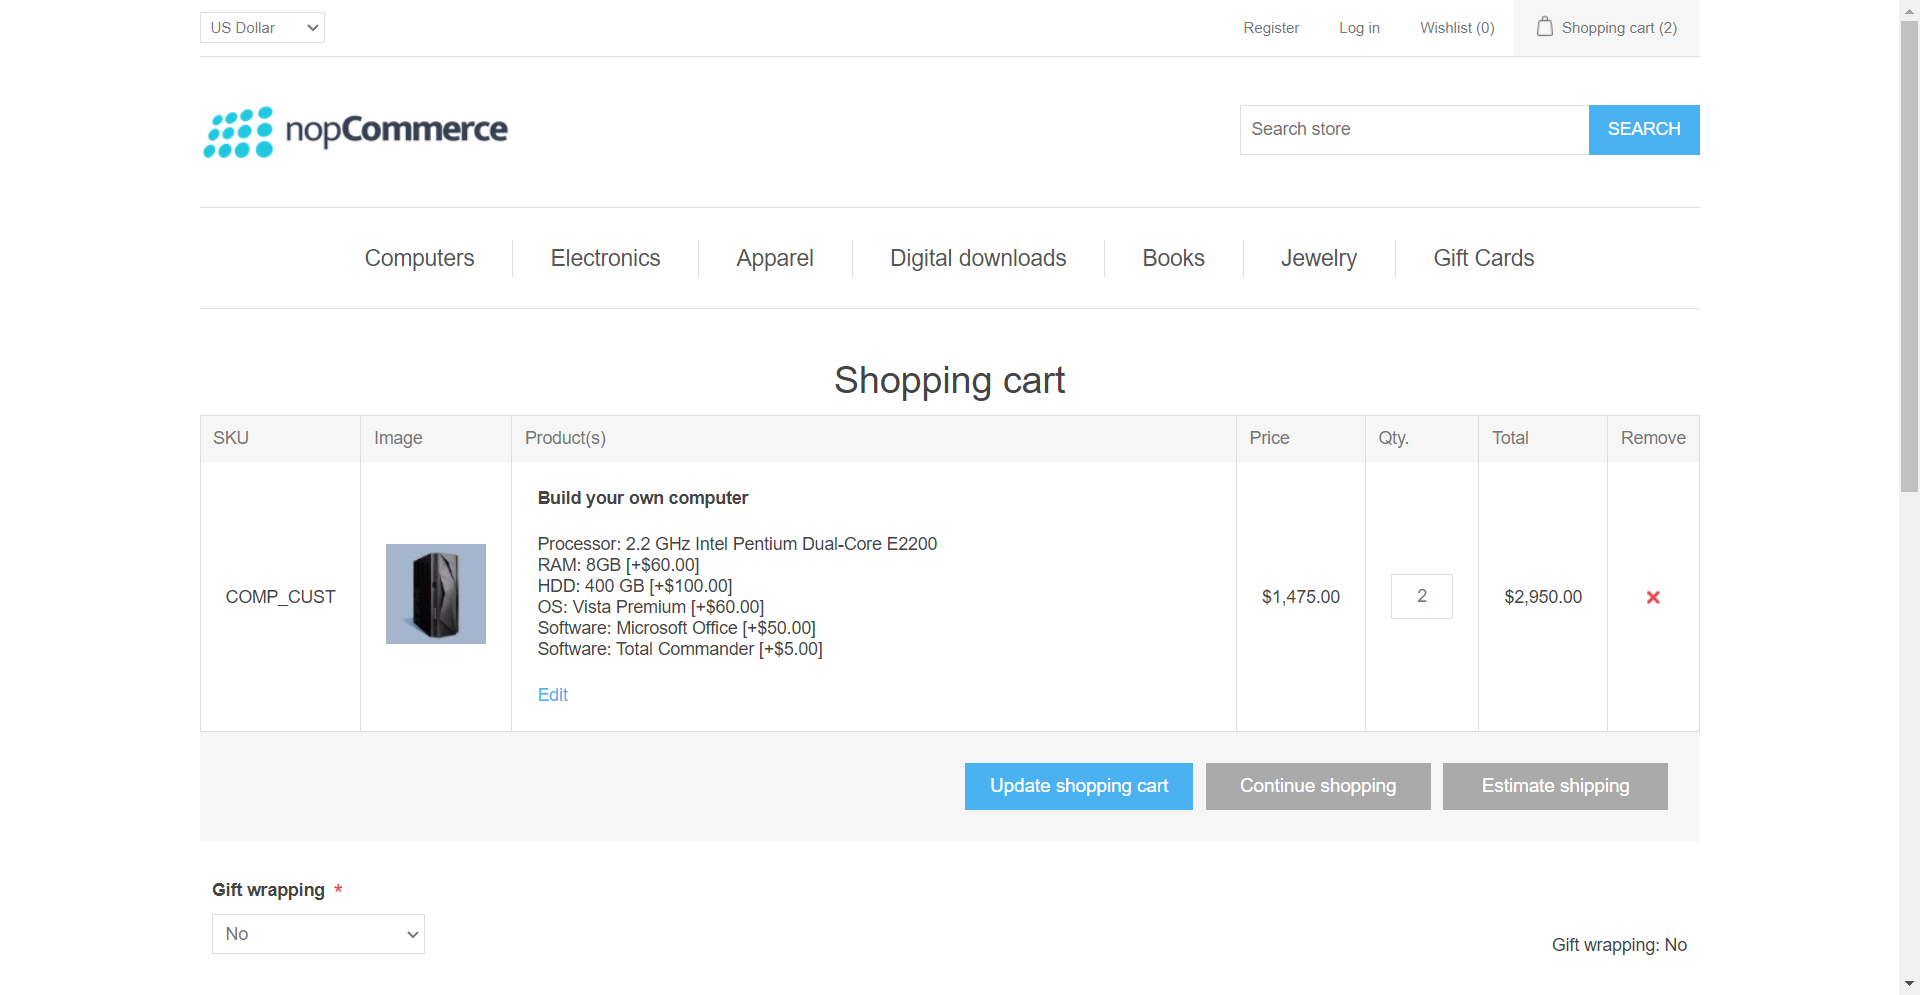 US Dollar
Register
Log in
Wishlist (0)
Shopping cart (2)
nopCommerce
Search store
SEARCH
Computers
Electronics
Apparel
Digital downloads
Books
Jewelry
Gift Cards
Shopping cart
SKU
Image
Product(s)
Price
Qty.
Total
Remove
COMP_CUST
Build your own computer
Processor: 2.2 GHz Intel Pentium Dual-Core E2200
RAM: 8GB [+$60.00]
HDD: 400 GB [+$100.00]
OS: Vista Premium [+$60.00]
Software: Microsoft Office [+$50.00]
Software: Total Commander [+$5.00]
Edit
$1,475.00
2
$2,950.00
Update shopping cart
Continue shopping
Estimate shipping
Gift wrapping *
No
Gift wrapping: No